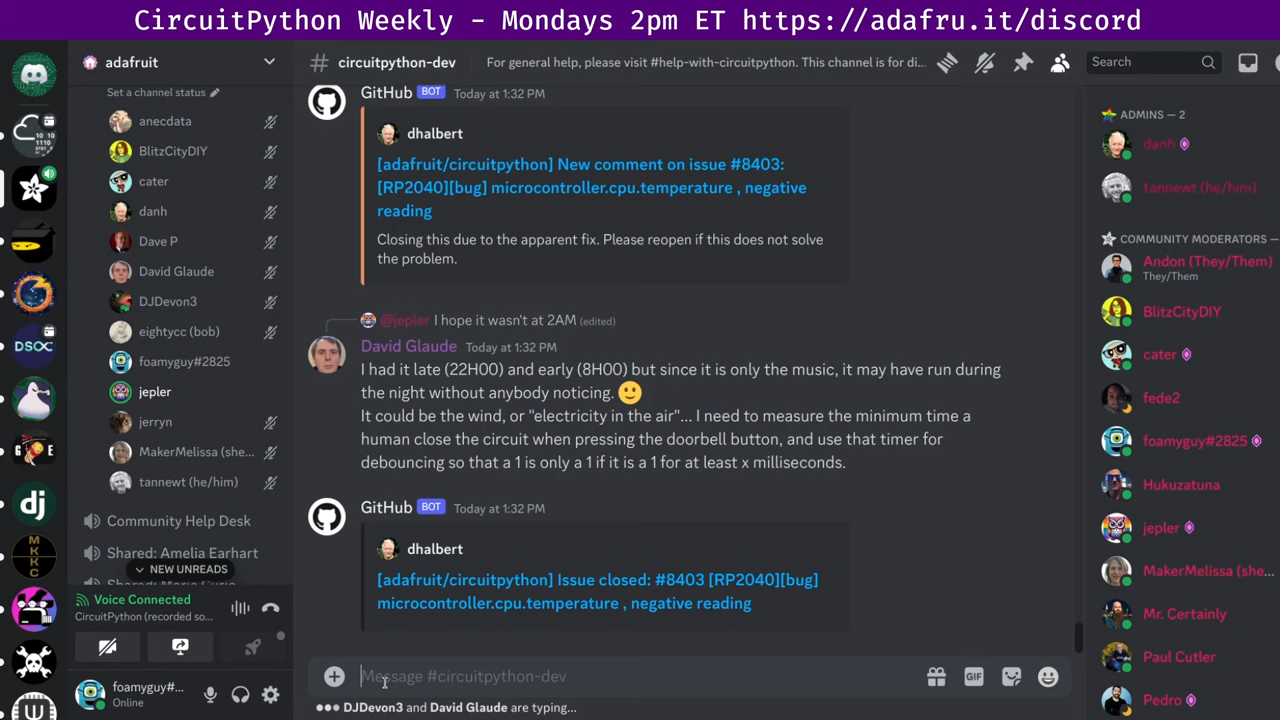 CircuitPython Weekly - Mondays 2pm ET https://adafru.it/discord
adafruit
Set a channel status
anecdata
BlitzCityDIY
cater
danh
Dave P
David Glaude
DJDevon3
eightycc (bob)
foamyguy#2825
jepler
jerryn
MakerMelissa (she...
tannewt (he/him)
Community Help Desk
Shared: Amelia Earhart
NEW UNREADS
Voice Connected
CircuitPython (recorded so...
foamyguy#...
Online
# circuitpython-dev
For general help, please visit #help-with-circuitpython. This channel is for di...
Search
GitHub BOT Today at 1:32 PM
dhalbert
[adafruit/circuitpython] New comment on issue #8403:
[RP2040][bug] microcontroller.cpu.temperature , negative
reading
Closing this due to the apparent fix. Please reopen if this does not solve
the problem.
@jepler I hope it wasn't at 2AM (edited)
David Glaude Today at 1:32 PM
I had it late (22H00) and early (8H00) but since it is only the music, it may have run during
the night without anybody noticing. 🙂
It could be the wind, or "electricity in the air"... I need to measure the minimum time a
human close the circuit when pressing the doorbell button, and use that timer for
debouncing so that a 1 is only a 1 if it is a 1 for at least x milliseconds.
GitHub BOT Today at 1:32 PM
dhalbert
[adafruit/circuitpython] Issue closed: #8403 [RP2040][bug]
microcontroller.cpu.temperature , negative reading
Message #circuitpython-dev
GIF
DJDevon3 and David Glaude are typing...
ADMINS — 2
danh
tannewt (he/him)
COMMUNITY MODERATORS —
Andon (They/Them)
They/Them
BlitzCityDIY
cater
fede2
foamyguy#2825
Hukuzatuna
jepler
MakerMelissa (she...
Mr. Certainly
Paul Cutler
Pedro